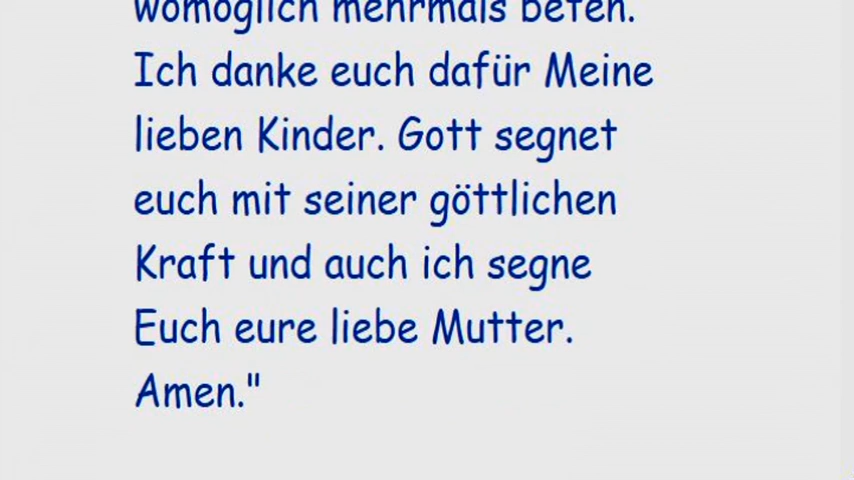 womöglich mehrmals beten.
Ich danke euch dafür Meine
lieben Kinder. Gott segnet
euch mit seiner göttlichen
Kraft und auch ich segne
Euch eure liebe Mutter.
Amen."